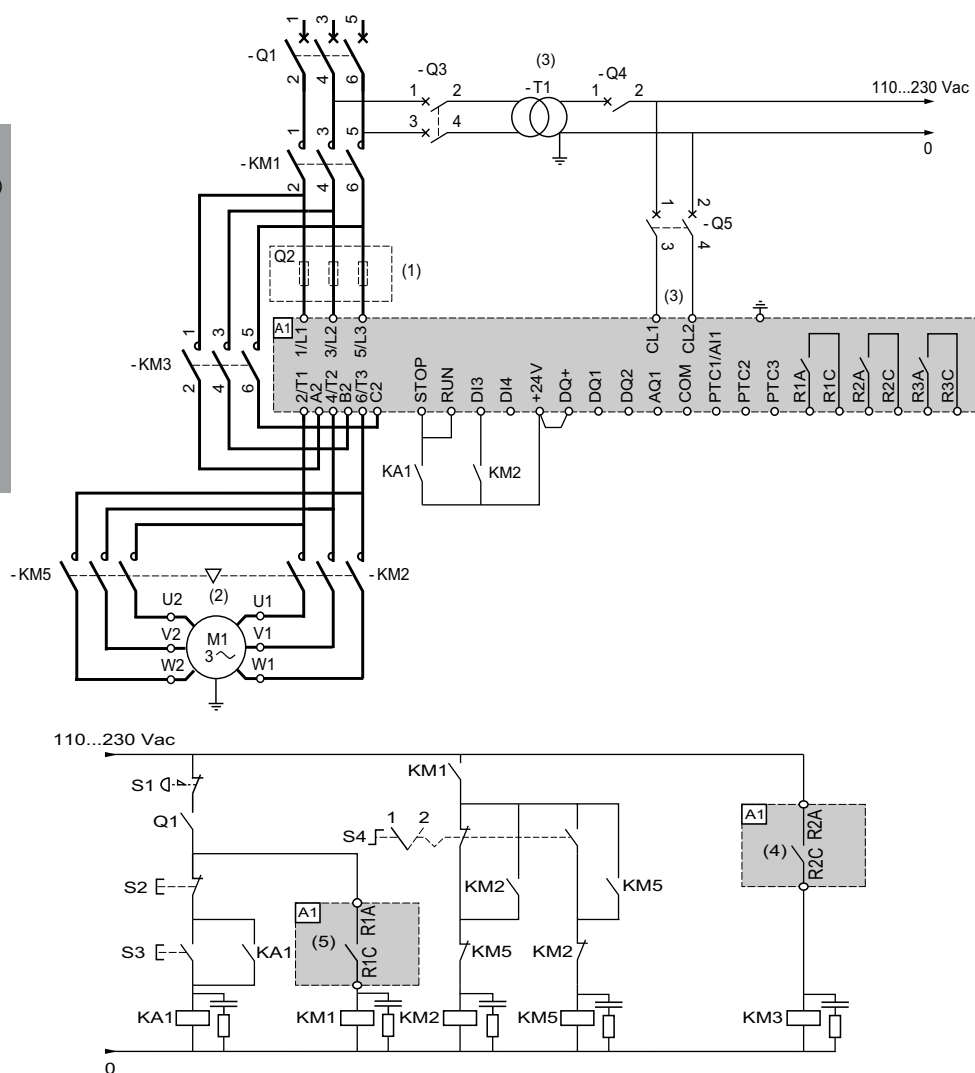 1 3 5
-Q1
2 4 6
-Q3 (3) -Q4
1 2 -T1 1 2 110...230 Vac
3 4 0
1 3 5
-KM1
2 4 6
1 2
-Q5
3 4
Q2 (1)
(3)
A1 1/L1 3/L2 5/L3 CL1 CL2
1 3 5
-KM3
2 4 6
2/T1 A2 4/T2 B2 6/T3 C2 STOP RUN DI3 DI4 +24V DQ+ DQ1 DQ2 AQ1 COM PTC1/AI1 PTC2 PTC3 R1A R1C R2A R2C R3A R3C
KA1 KM2
-KM5 (2) -KM2
U2 U1
V2 M1 V1
3
W2 W1
110...230 Vac
S1 KM1
Q1 1 2 A1
S4 (4) R2C R2A
S2 KM2 KM5
A1
S3 KA1 (5) R1C R1A KM5 KM2
KA1 KM1 KM2 KM5 KM3
0